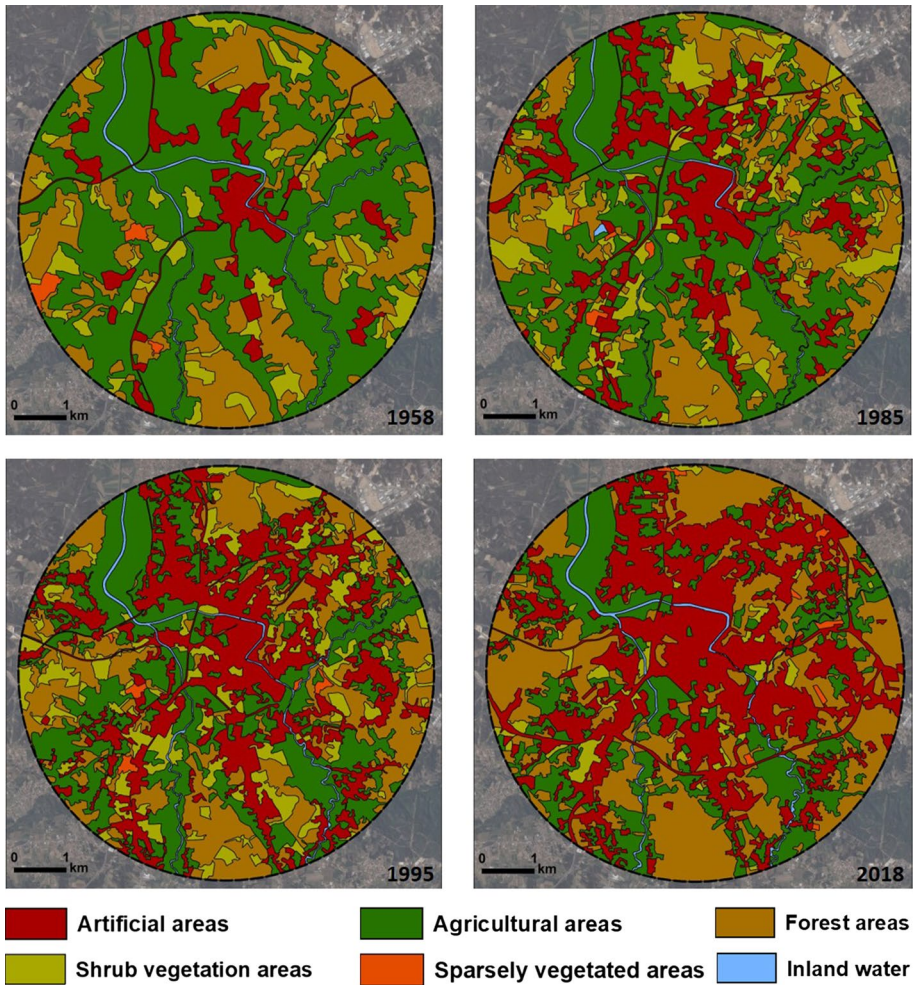 0 1
km
1958
0 1
km
1985
0 1
km
1995
0 1
km
2018
Artificial areas Agricultural areas Forest areas
Shrub vegetation areas Sparsely vegetated areas Inland water